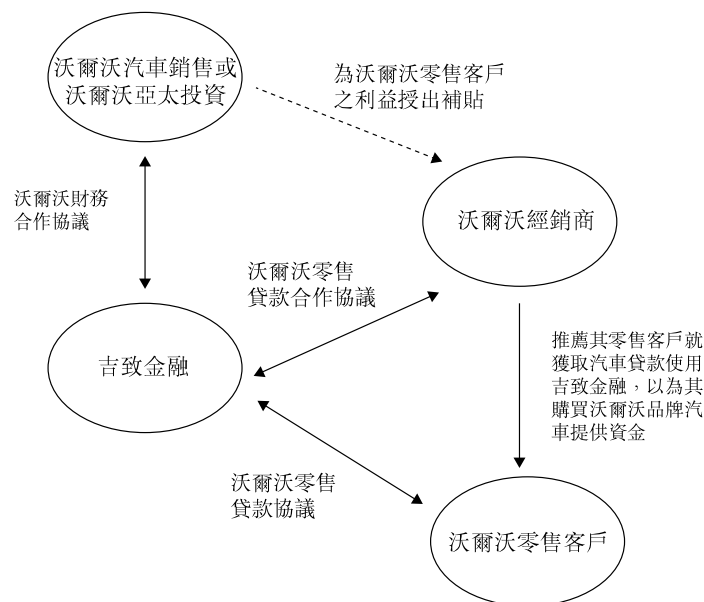 沃爾沃汽車銷售或
沃爾沃亞太投資
為沃爾沃零售客戶
之利益授出補貼
沃爾沃財務
合作協議
沃爾沃經銷商
沃爾沃零售
貸款合作協議
吉致金融
推薦其零售客戶就
獲取汽車貸款使用
吉致金融，以為其
購買沃爾沃品牌汽
車提供資金
沃爾沃零售
貸款協議
沃爾沃零售客戶